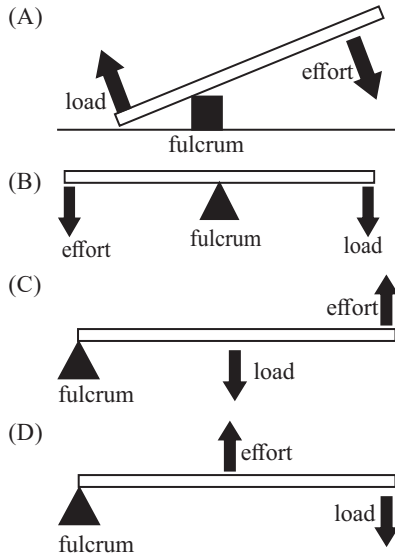 (A)
load
effort
fulcrum
(B)
effort
fulcrum
load
(C)
effort
load
fulcrum
(D)
effort
load
fulcrum